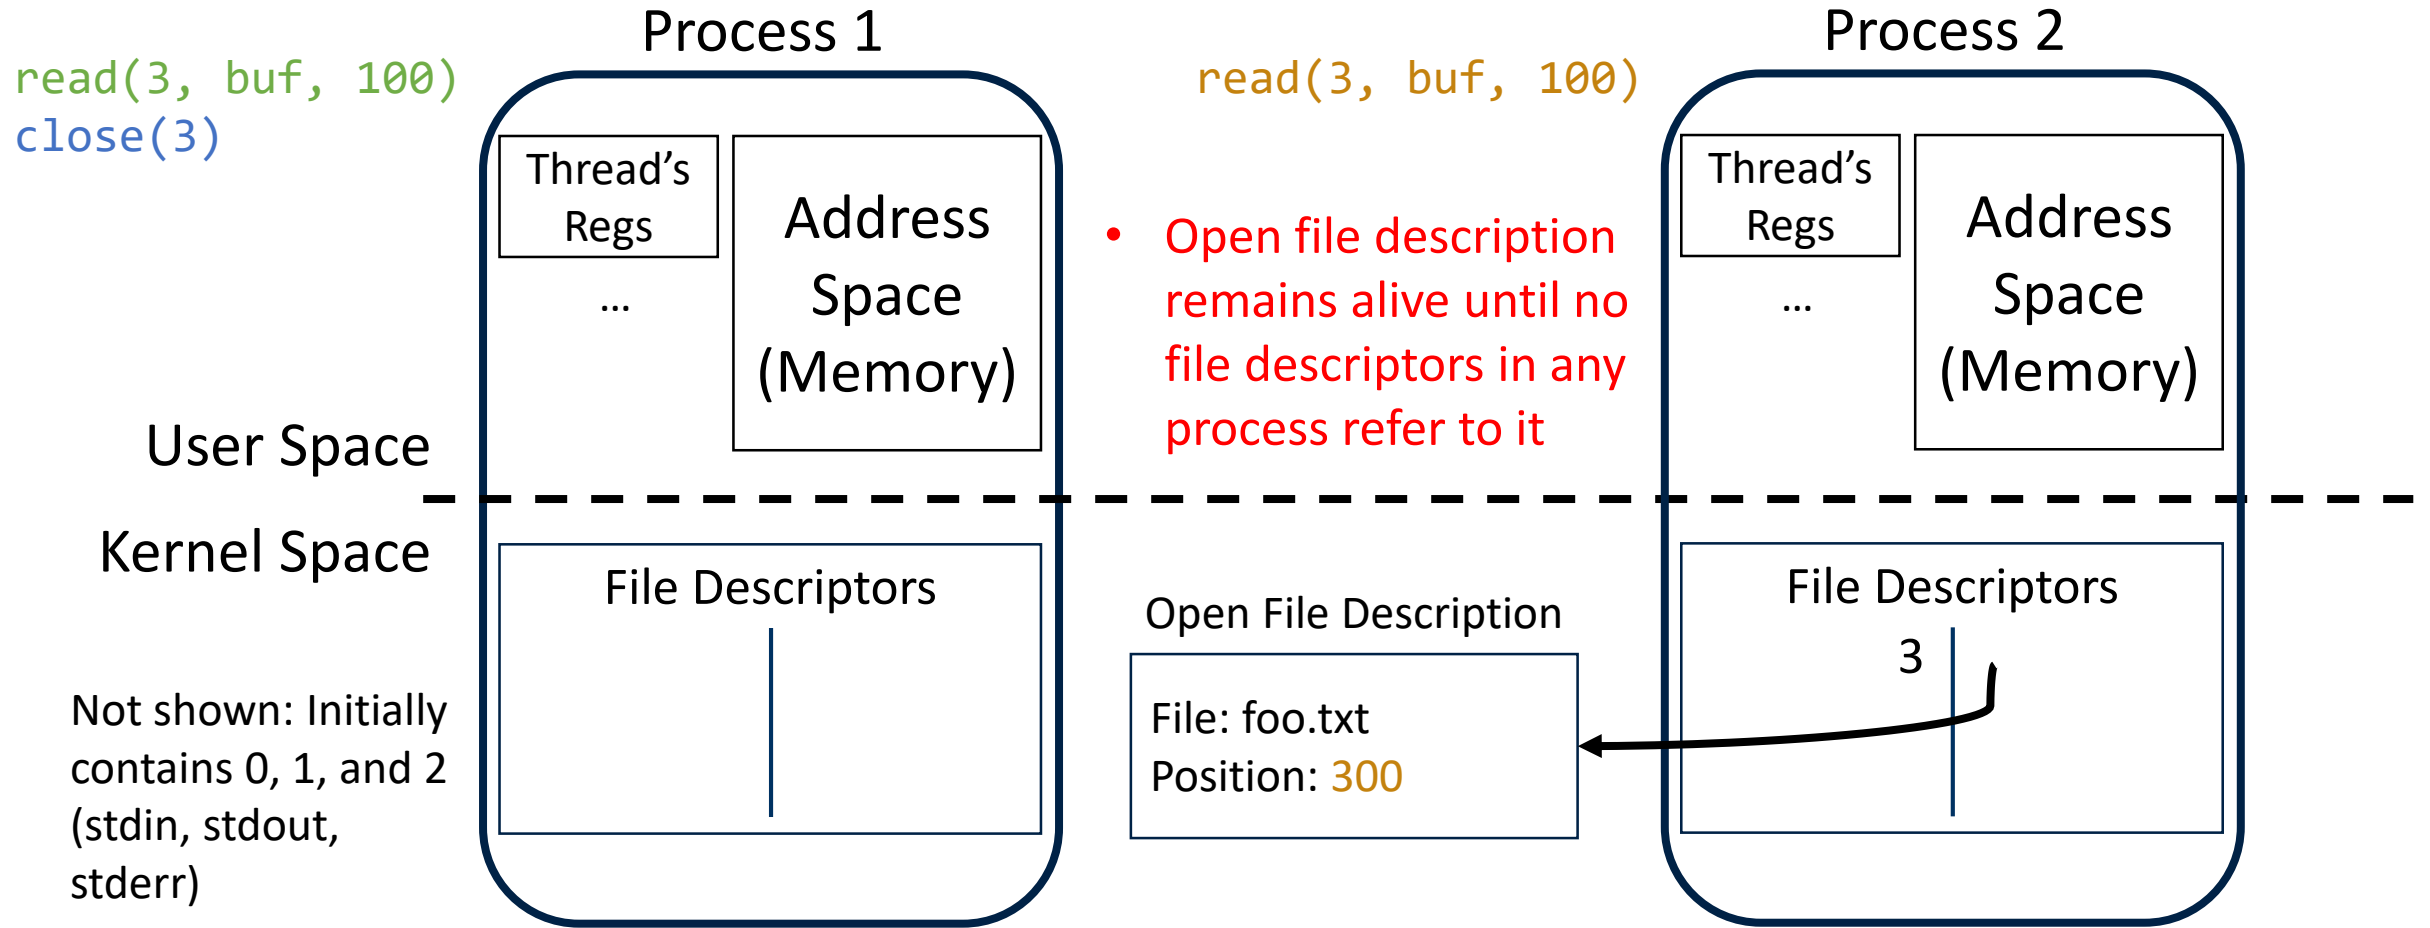 Process 1
read(3, buf, 100)
close(3)
Thread’s
Regs
...
Address
Space
(Memory)
read(3, buf, 100)
• Open file description
remains alive until no
file descriptors in any
process refer to it
Process 2
Thread’s
Regs
...
Address
Space
(Memory)
User Space
Kernel Space
Not shown: Initially
contains 0, 1, and 2
(stdin, stdout,
stderr)
File Descriptors
Open File Description
File: foo.txt
Position: 300
File Descriptors
3